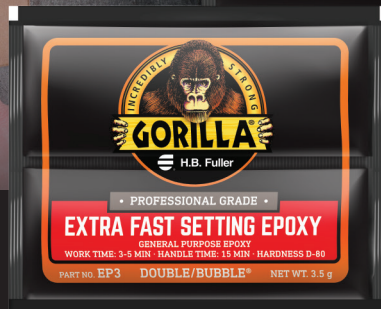 INCREDIBLY STRONG
GORILLA®
H.B. Fuller
• PROFESSIONAL GRADE •
EXTRA FAST SETTING EPOXY
GENERAL PURPOSE EPOXY
WORK TIME: 3-5 MIN · HANDLE TIME: 15 MIN · HARDNESS D-80
PART NO. EP3 DOUBLE/BUBBLE® NET WT. 3.5 g